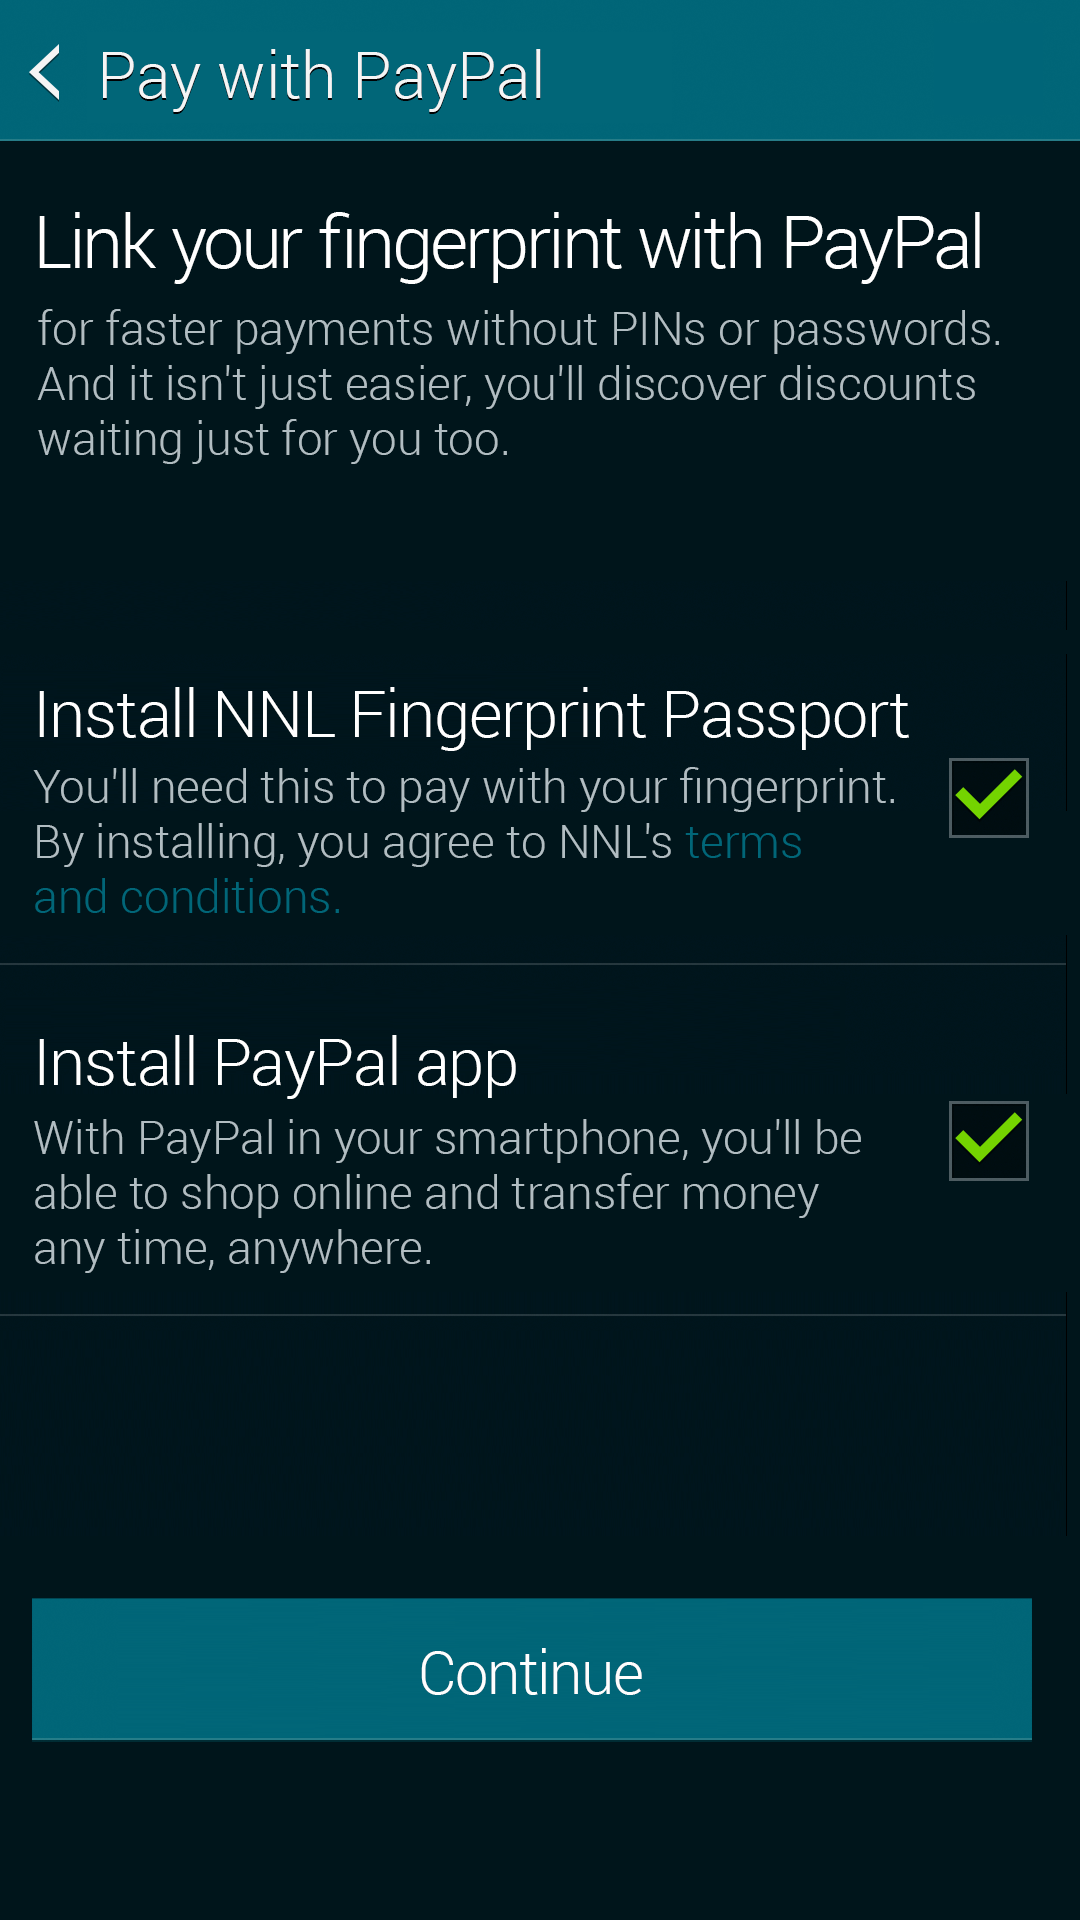 Pay with PayPal
Link your fingerprint with PayPal
for faster payments without PINs or passwords.
And it isn't just easier, you'll discover discounts
waiting just for you too.
Install NNL Fingerprint Passport
You'll need this to pay with your fingerprint.
By installing, you agree to NNL's terms
and conditions.
Install PayPal app
With PayPal in your smartphone, you'll be
able to shop online and transfer money
any time, anywhere.
Continue